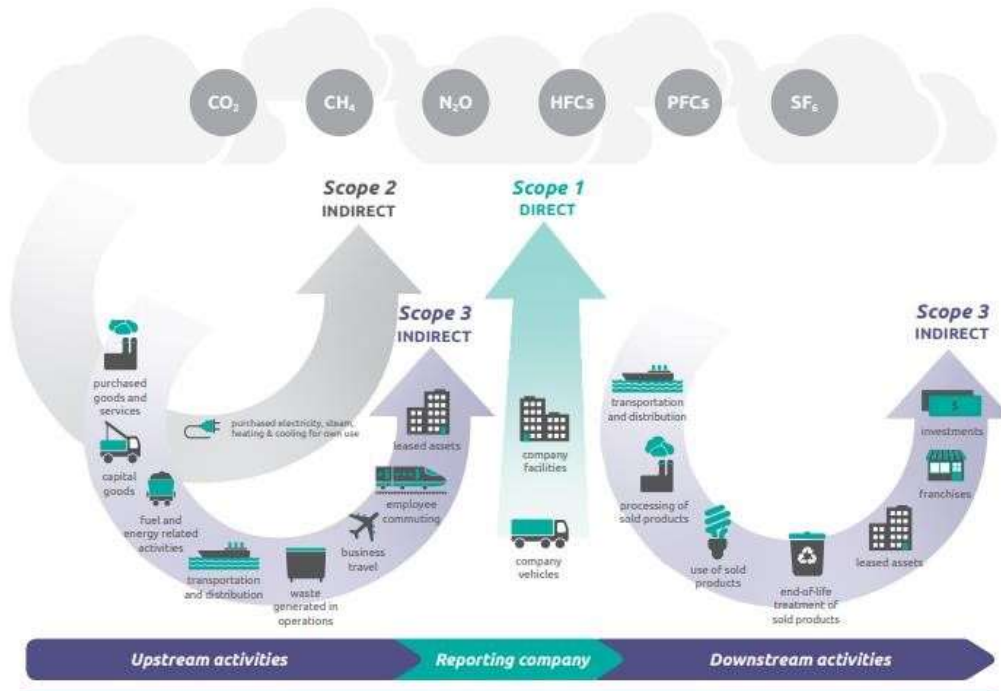 CO₂
CH₄
N₂O
HFCs
PFCs
SF₆
Scope 2
INDIRECT
Scope 1
DIRECT
Scope 3
INDIRECT
Scope 3
INDIRECT
purchased
goods and
services
capital
goods
fuel and
energy related
activities
purchased electricity, steam,
heating & cooling for own use
transportation
and distribution
waste
generated in
operations
business
travel
employee
commuting
leased assets
company
facilities
company
vehicles
transportation
and distribution
processing of
sold products
use of sold
products
end-of-life
treatment of
sold products
leased assets
franchises
$
investments
Upstream activities
Reporting company
Downstream activities